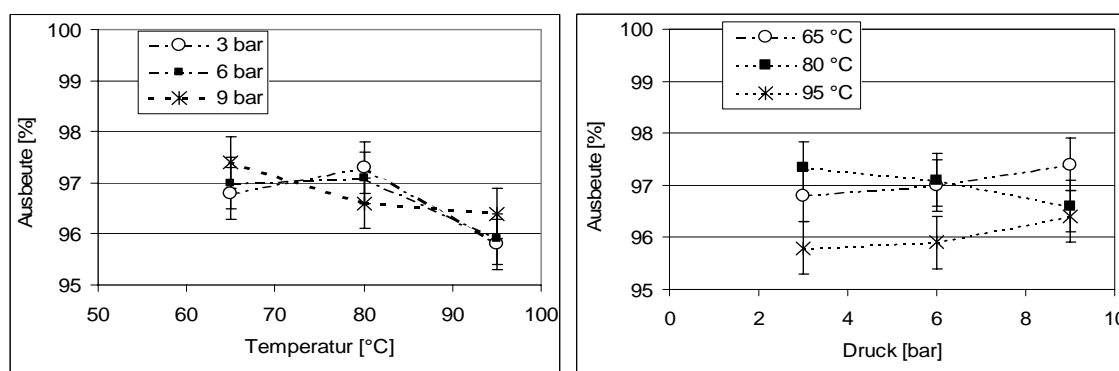 100
99
98
97
96
95
Ausbeute [%]
3 bar
6 bar
9 bar
50 60 70 80 90 100
Temperatur [°C]
100
99
98
97
96
95
Ausbeute [%]
65 °C
80 °C
95 °C
0 2 4 6 8 10
Druck [bar]